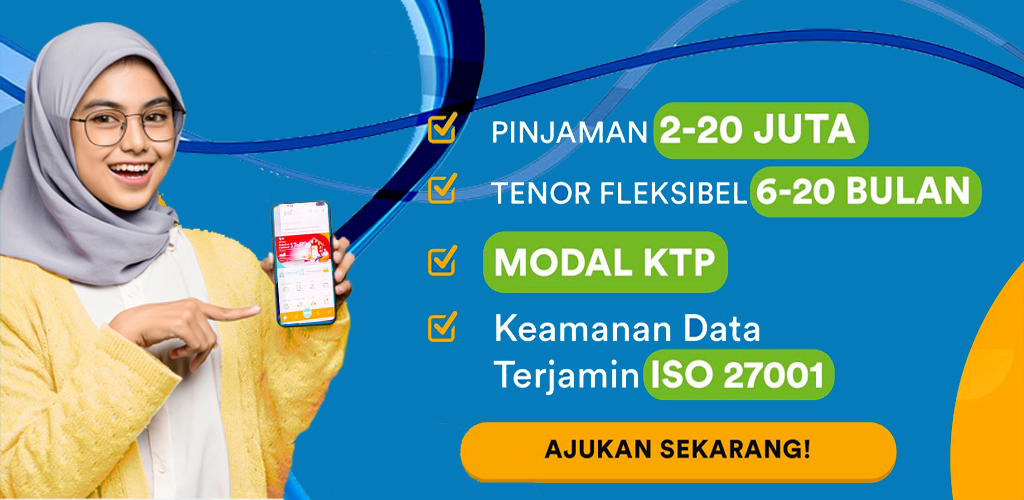 PINJAMAN 2-20 JUTA
TENOR FLEKSIBEL 6-20 BULAN
MODAL KTP
Keamanan Data
Terjamin ISO 27001
AJUKAN SEKARANG!